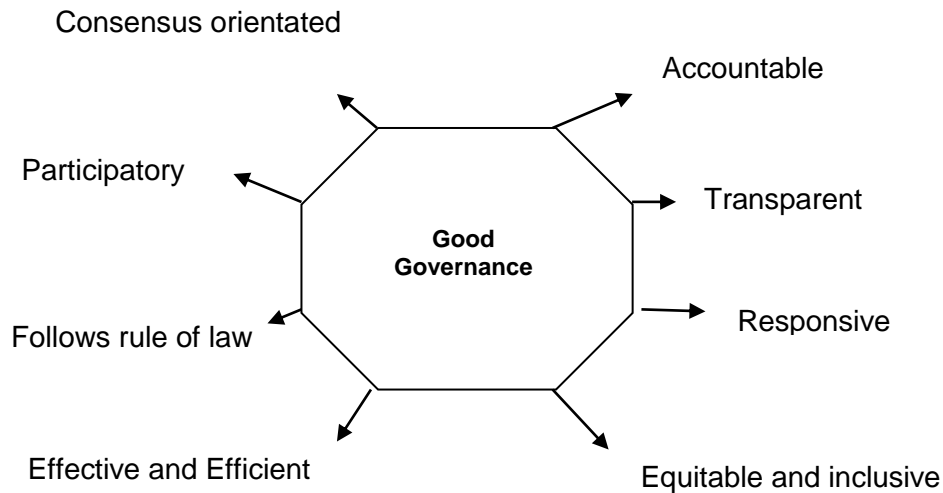 Consensus orientated
Accountable
Participatory
Transparent
Good
Governance
Follows rule of law
Responsive
Effective and Efficient
Equitable and inclusive